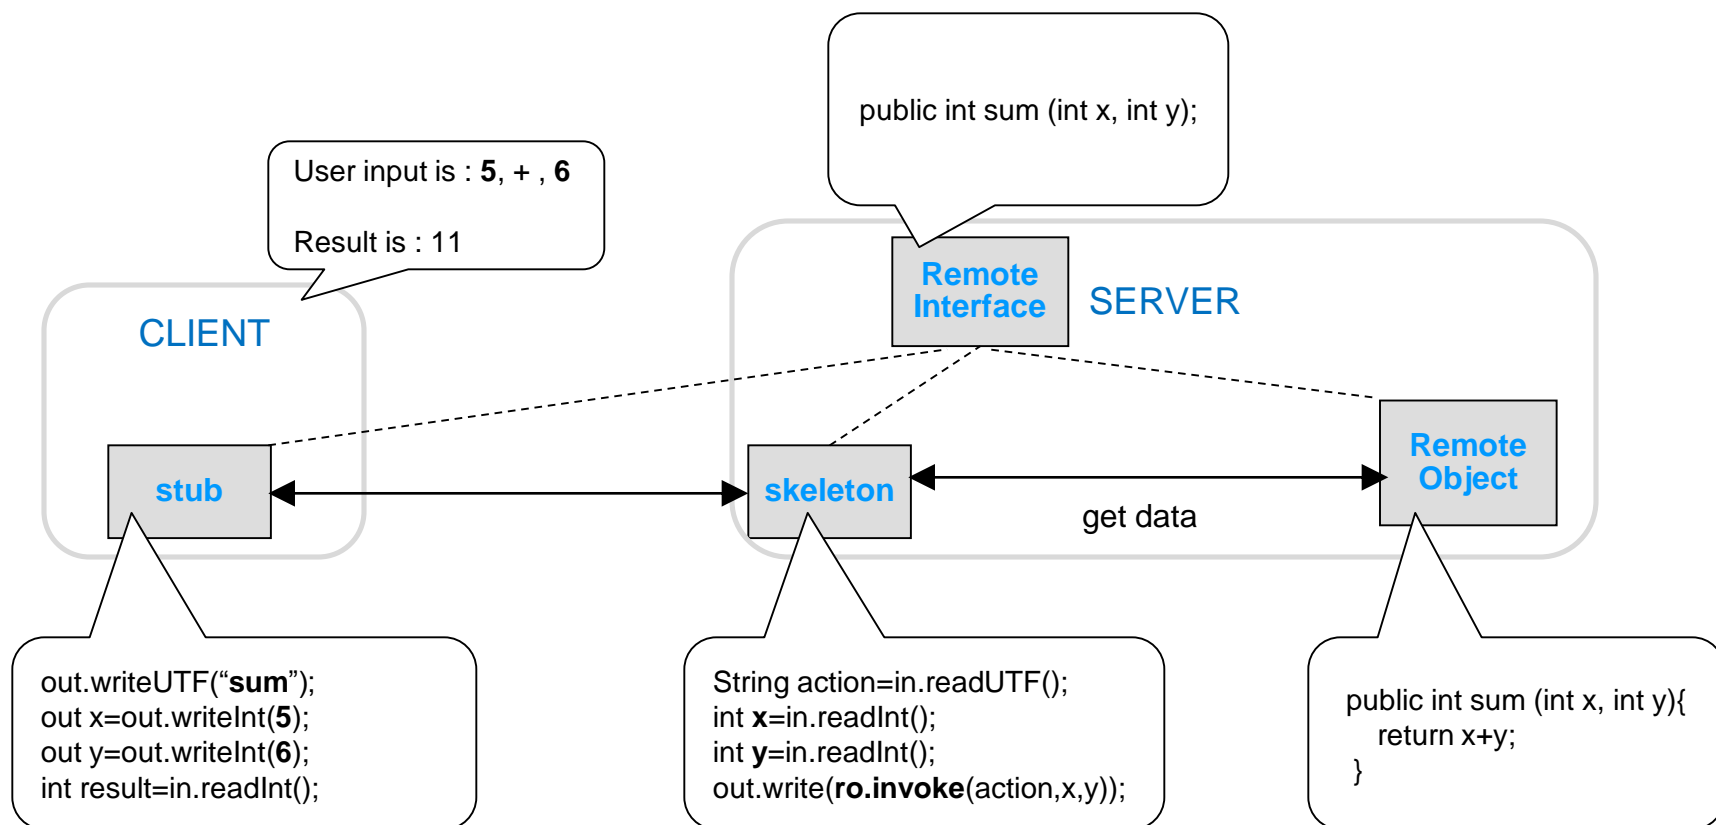 public int sum (int x, int y);
User input is : 5, + , 6
Result is : 11
Remote
Interface
SERVER
CLIENT
stub
skeleton
Remote
Object
get data
out.writeUTF(“sum”);
out x=out.writeInt(5);
out y=out.writeInt(6);
int result=in.readInt();
String action=in.readUTF();
int x=in.readInt();
int y=in.readInt();
out.write(ro.invoke(action,x,y));
public int sum (int x, int y){
return x+y;
}